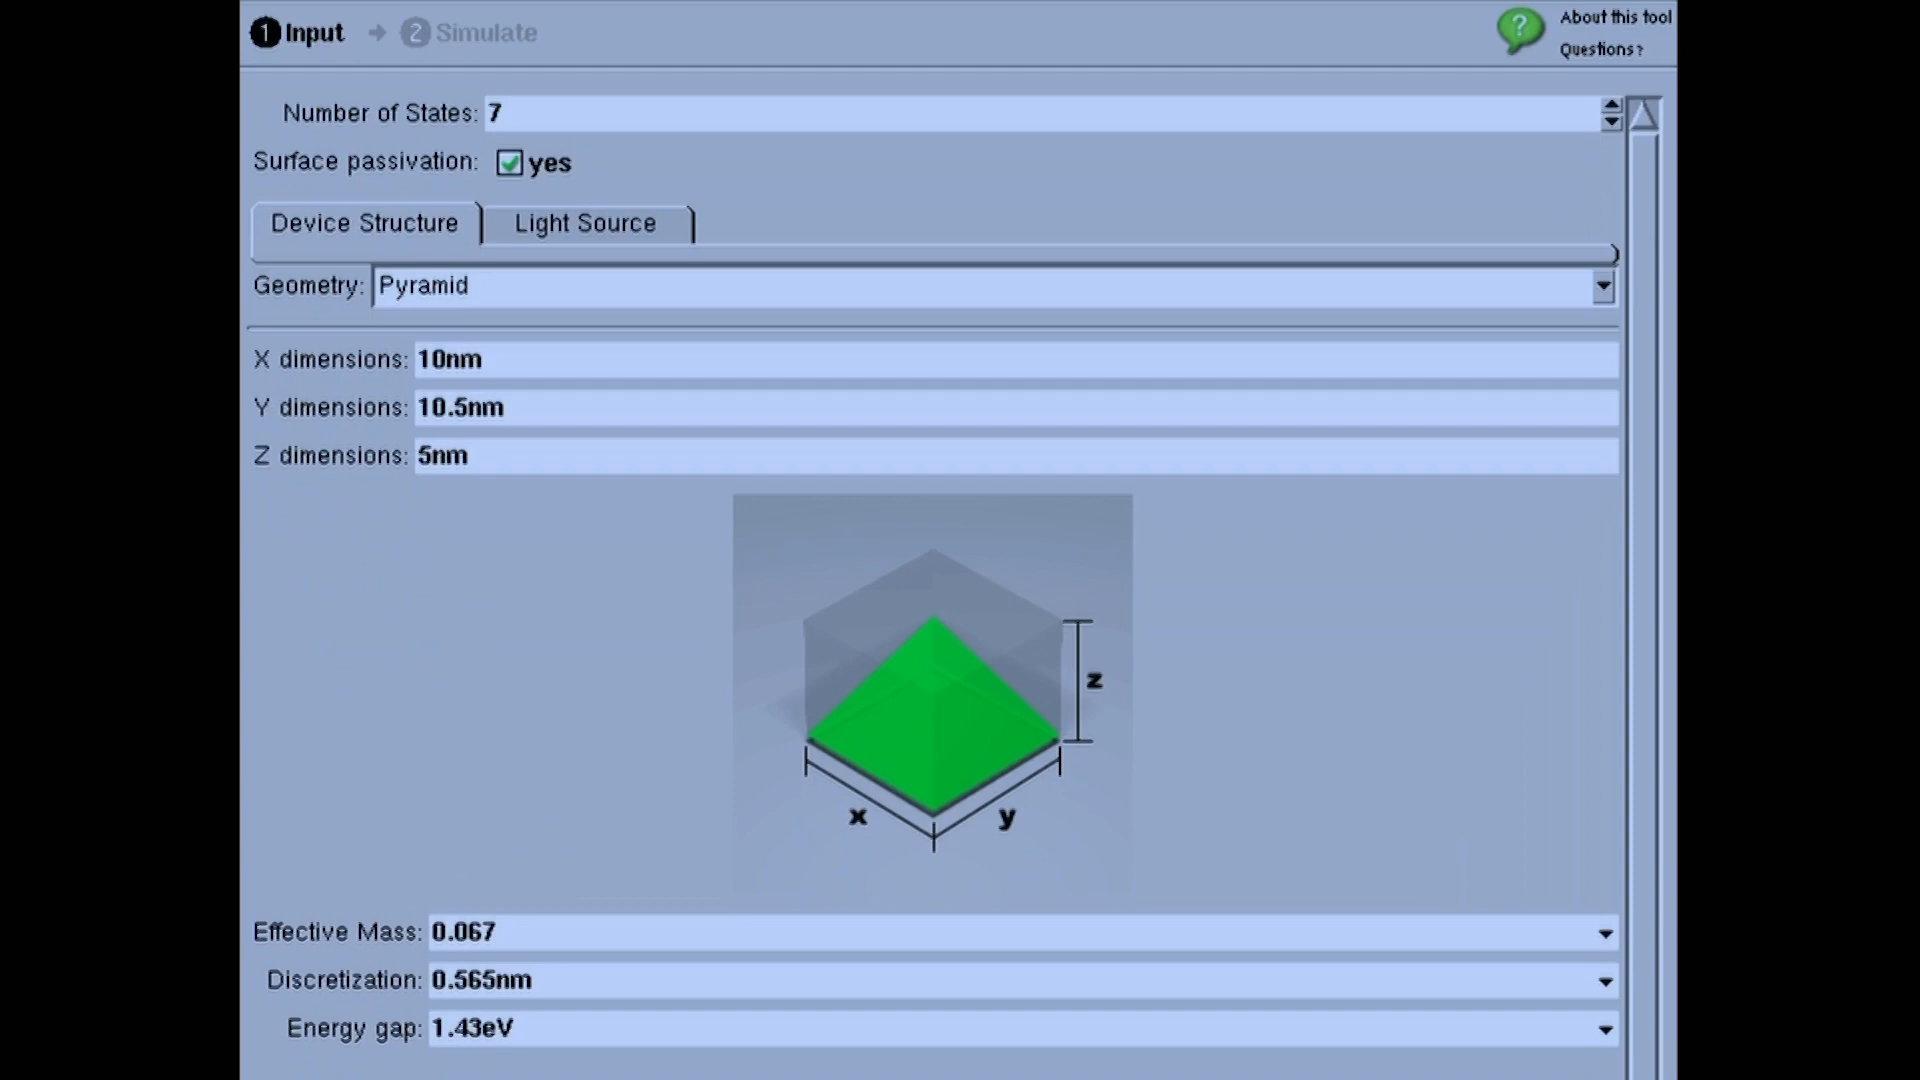 1 Input → 2 Simulate
? About this tool
Questions?
Number of States: 7
Surface passivation: yes
Device Structure Light Source
Geometry: Pyramid
X dimensions: 10nm
Y dimensions: 10.5nm
Z dimensions: 5nm
z
x y
Effective Mass: 0.067
Discretization: 0.565nm
Energy gap: 1.43eV